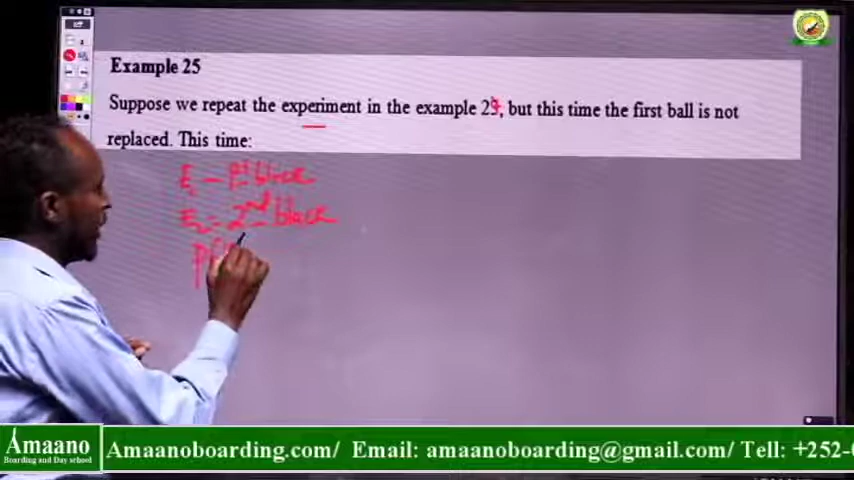 Example 25
Suppose we repeat the experiment in the example 24, but this time the first ball is not
replaced. This time:
E1 – 1st black
E2 = 2nd black
P(
Amaano
Boarding and Day school
Amaanoboarding.com/ Email: amaanoboarding@gmail.com/ Tell: +252-